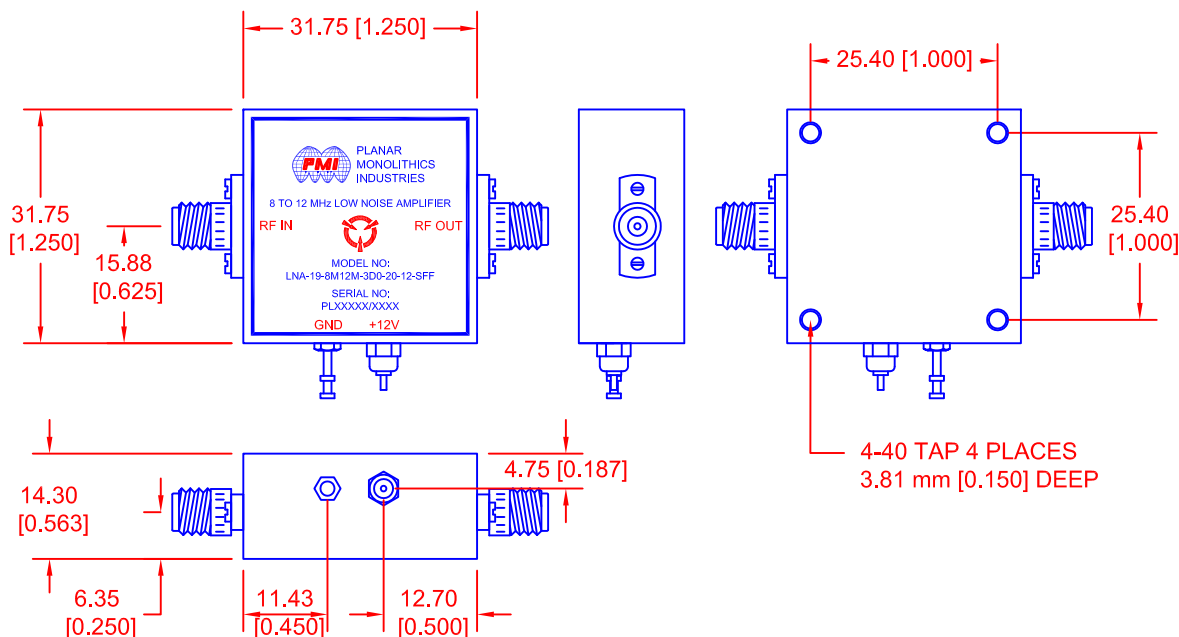 31.75 [1.250]
25.40 [1.000]
PMI
PLANAR
MONOLITHICS
INDUSTRIES
8 TO 12 MHz LOW NOISE AMPLIFIER
RF IN
RF OUT
MODEL NO:
LNA-19-8M12M-3D0-20-12-SFF
SERIAL NO:
PLXXXXX/XXXX
GND
+12V
31.75
[1.250]
15.88
[0.625]
25.40
[1.000]
4-40 TAP 4 PLACES
3.81 mm [0.150] DEEP
4.75 [0.187]
14.30
[0.563]
6.35
[0.250]
11.43
[0.450]
12.70
[0.500]